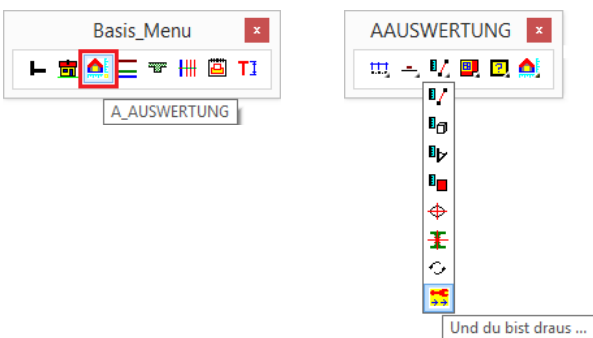 Basis_Menu
A_AUSWERTUNG
AAUSWERTUNG
Und du bist draus ...